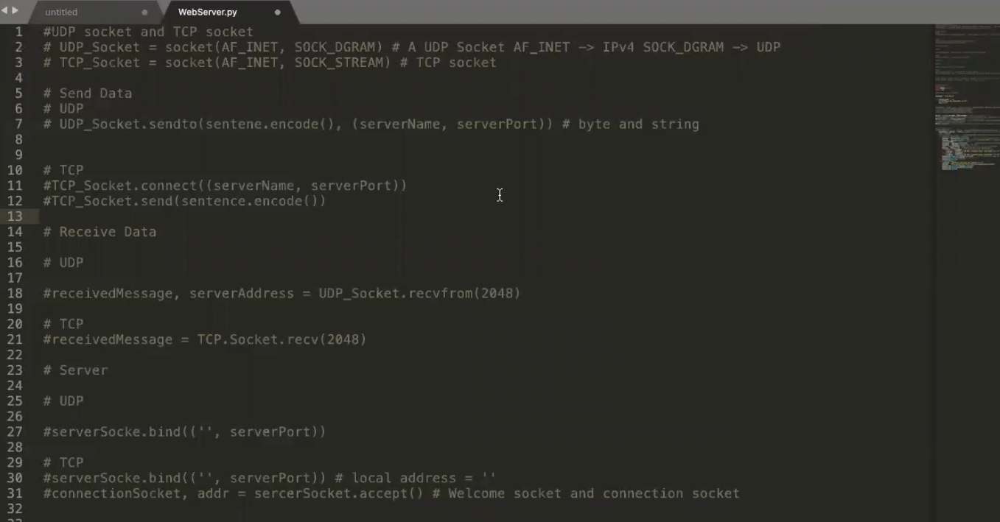 untitled
WebServer.py
1 #UDP socket and TCP socket
2 # UDP_Socket = socket(AF_INET, SOCK_DGRAM) # A UDP Socket AF_INET -> IPv4 SOCK_DGRAM -> UDP
3 # TCP_Socket = socket(AF_INET, SOCK_STREAM) # TCP socket
4
5 # Send Data
6 # UDP
7 # UDP_Socket.sendto(sentene.encode(), (serverName, serverPort)) # byte and string
8
9
10 # TCP
11 #TCP_Socket.connect((serverName, serverPort))
12 #TCP_Socket.send(sentence.encode())
13
14 # Receive Data
15
16 # UDP
17
18 #receivedMessage, serverAddress = UDP_Socket.recvfrom(2048)
19
20 # TCP
21 #receivedMessage = TCP.Socket.recv(2048)
22
23 # Server
24
25 # UDP
26
27 #serverSocke.bind(('', serverPort))
28
29 # TCP
30 #serverSocke.bind(('', serverPort)) # local address = ''
31 #connectionSocket, addr = sercerSocket.accept() # Welcome socket and connection socket
32